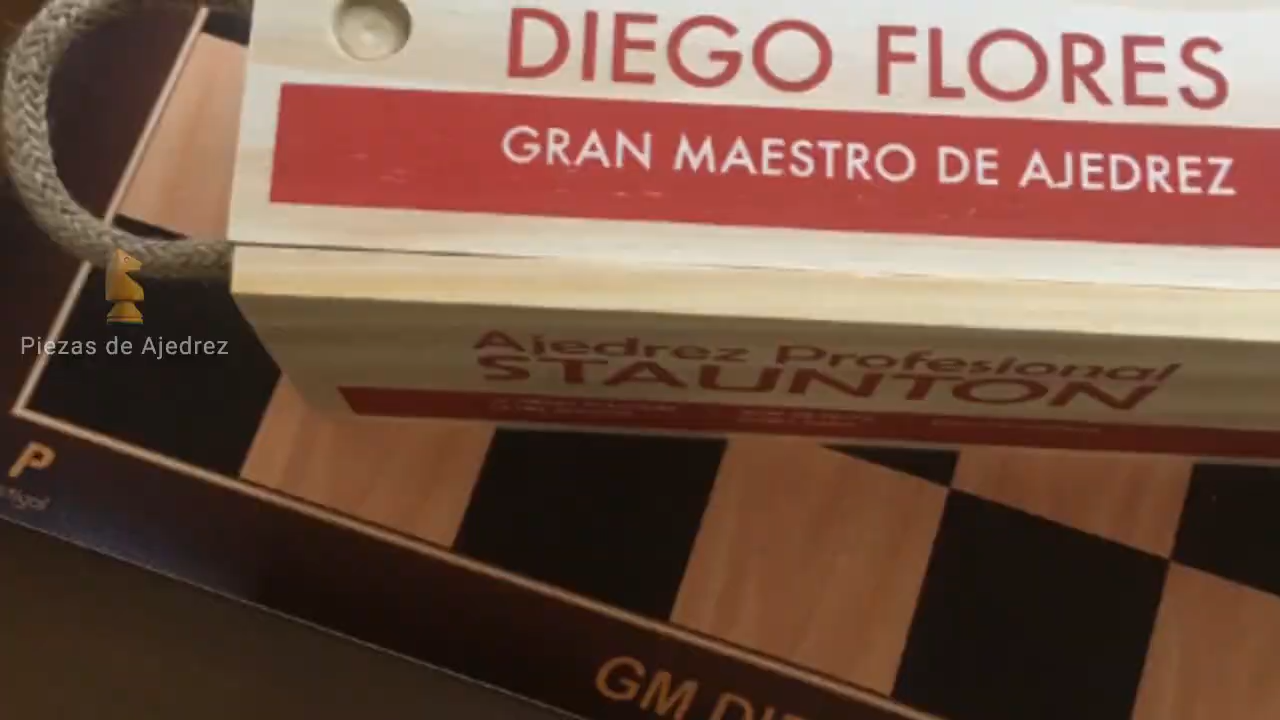 DIEGO FLORES
GRAN MAESTRO DE AJEDREZ
Piezas de Ajedrez
Ajedrez Profesional
STAUNTON
P
GM